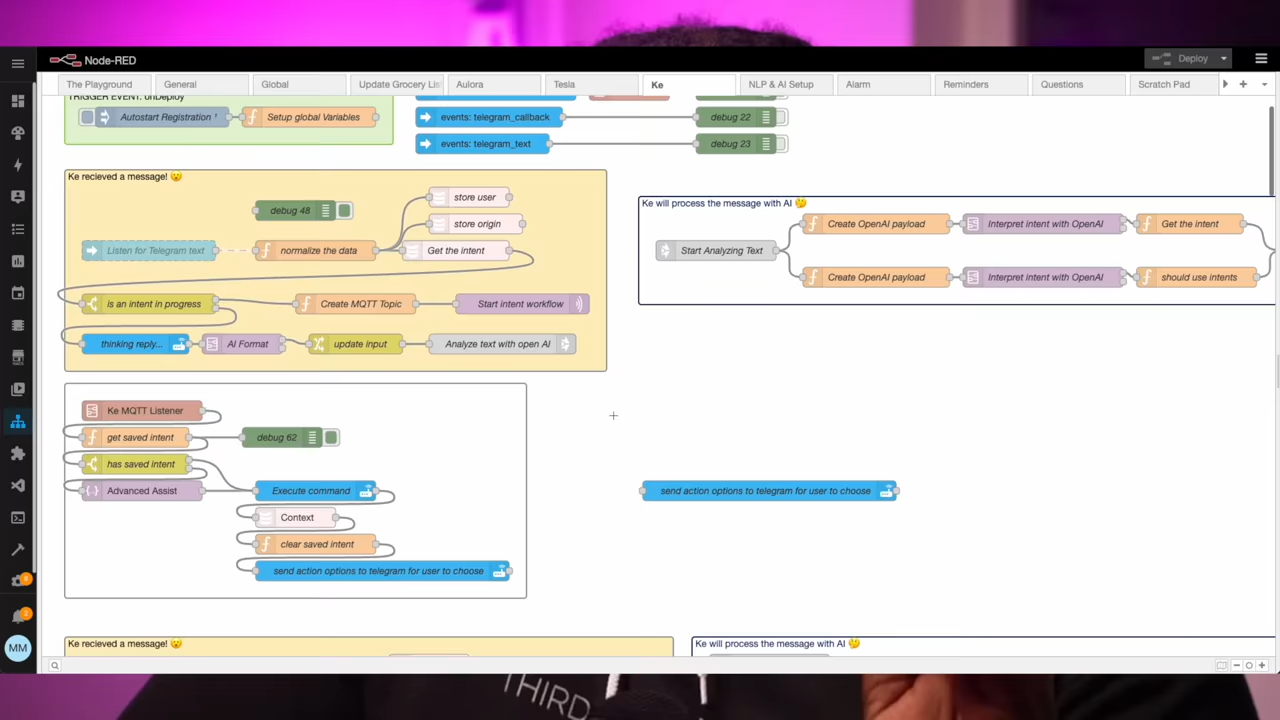 Node-RED
Deploy
The Playground
General
Global
Update Grocery Lis
Aulora
Tesla
Ke
NLP & AI Setup
Alarm
Reminders
Questions
Scratch Pad
TRIGGER EVENT: onDeploy
Autostart Registration ¹
Setup global Variables
events: telegram_callback
debug 22
events: telegram_text
debug 23
Ke recieved a message! 😯
debug 48
store user
store origin
Listen for Telegram text
normalize the data
Get the intent
is an intent in progress
Create MQTT Topic
Start intent workflow
thinking reply...
AI Format
update input
Analyze text with open AI
Ke will process the message with AI 🤔
Start Analyzing Text
Create OpenAI payload
Interpret intent with OpenAI
Get the intent
Create OpenAI payload
Interpret intent with OpenAI
should use intents
Ke MQTT Listener
get saved intent
debug 62
has saved intent
Advanced Assist
Execute command
Context
clear saved intent
send action options to telegram for user to choose
send action options to telegram for user to choose
Ke recieved a message! 😯
Ke will process the message with AI 🤔
MM
THIRD